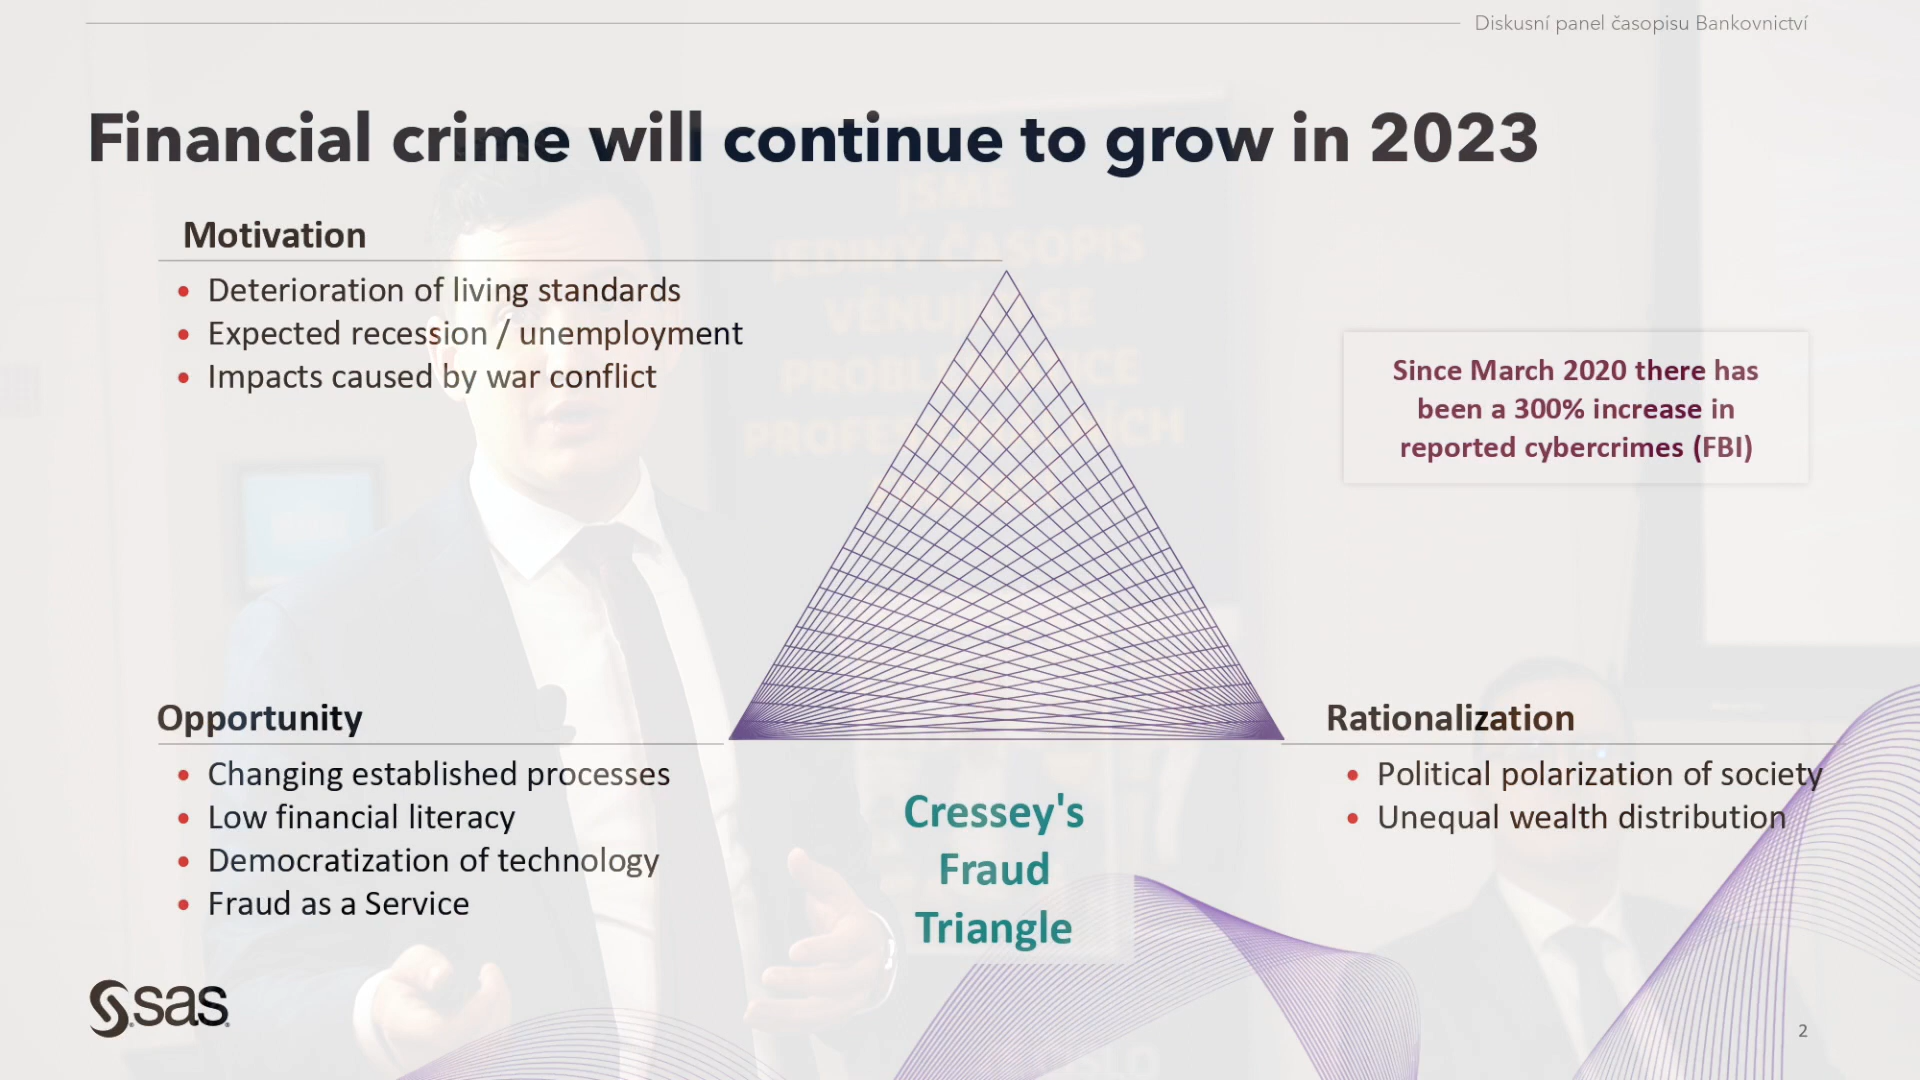 Diskusní panel časopisu Bankovnictví
Financial crime will continue to grow in 2023
Motivation
Deterioration of living standards
Expected recession / unemployment
Impacts caused by war conflict
Since March 2020 there has
been a 300% increase in
reported cybercrimes (FBI)
JSME
JEDINÝ ČASOPIS
Opportunity
Changing established processes
Low financial literacy
Democratization of technology
Fraud as a Service
Cressey's
Fraud
Triangle
Rationalization
Political polarization of society
Unequal wealth distribution
sas
2